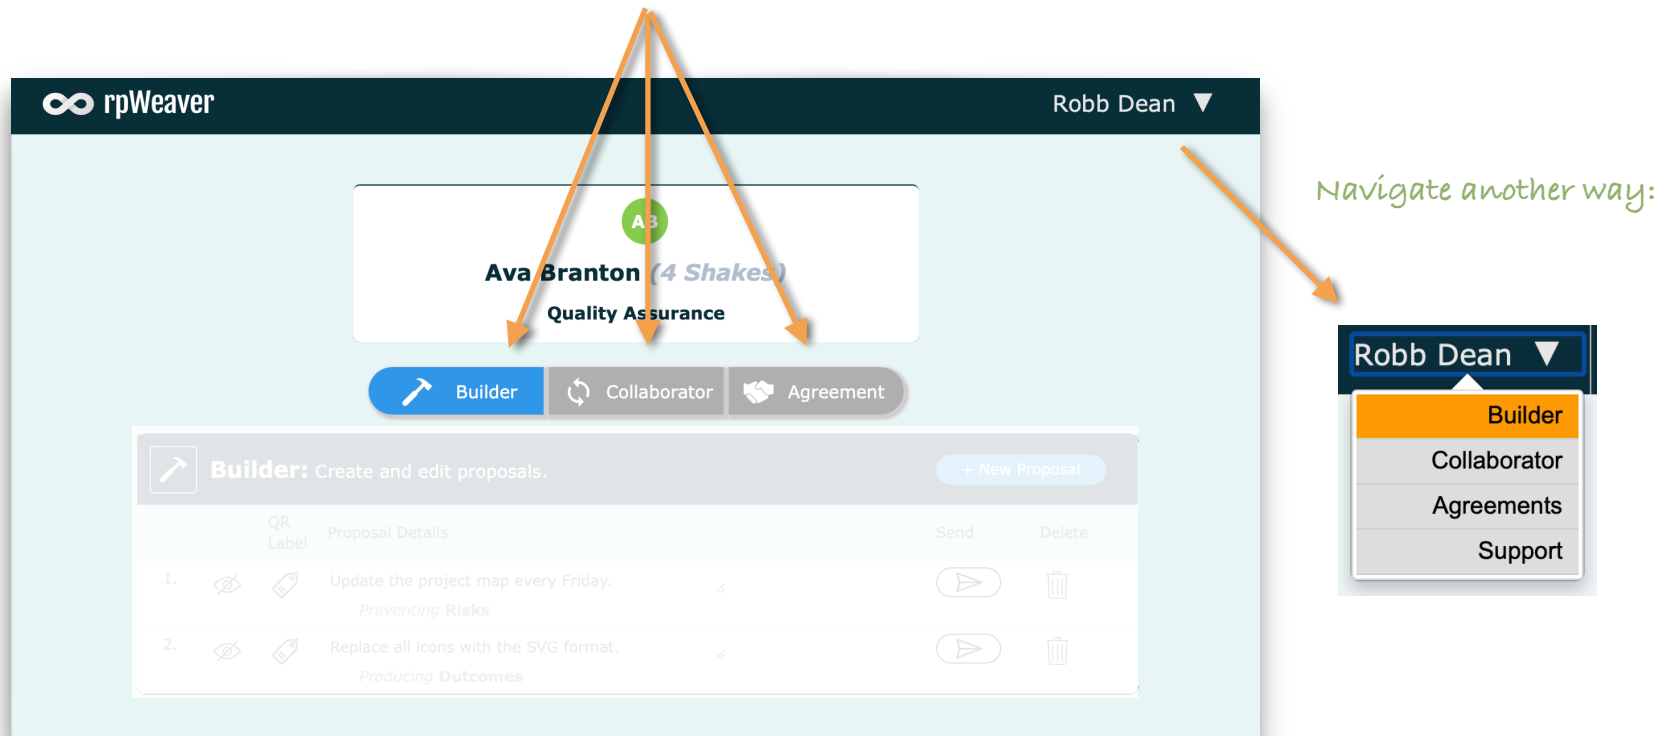 rpWeaver
Robb Dean ▼
Navigate another way:
AB
Ava Branton (4 Shakes)
Quality Assurance
Builder
Collaborator
Agreement
Builder: Create and edit proposals.
+ New Proposal
QR Label
Proposal Details
Send
Delete
1.
Update the project map every Friday.
Preventing Risks
2.
Replace all icons with the SVG format.
Producing Outcomes
Robb Dean ▼
Builder
Collaborator
Agreements
Support